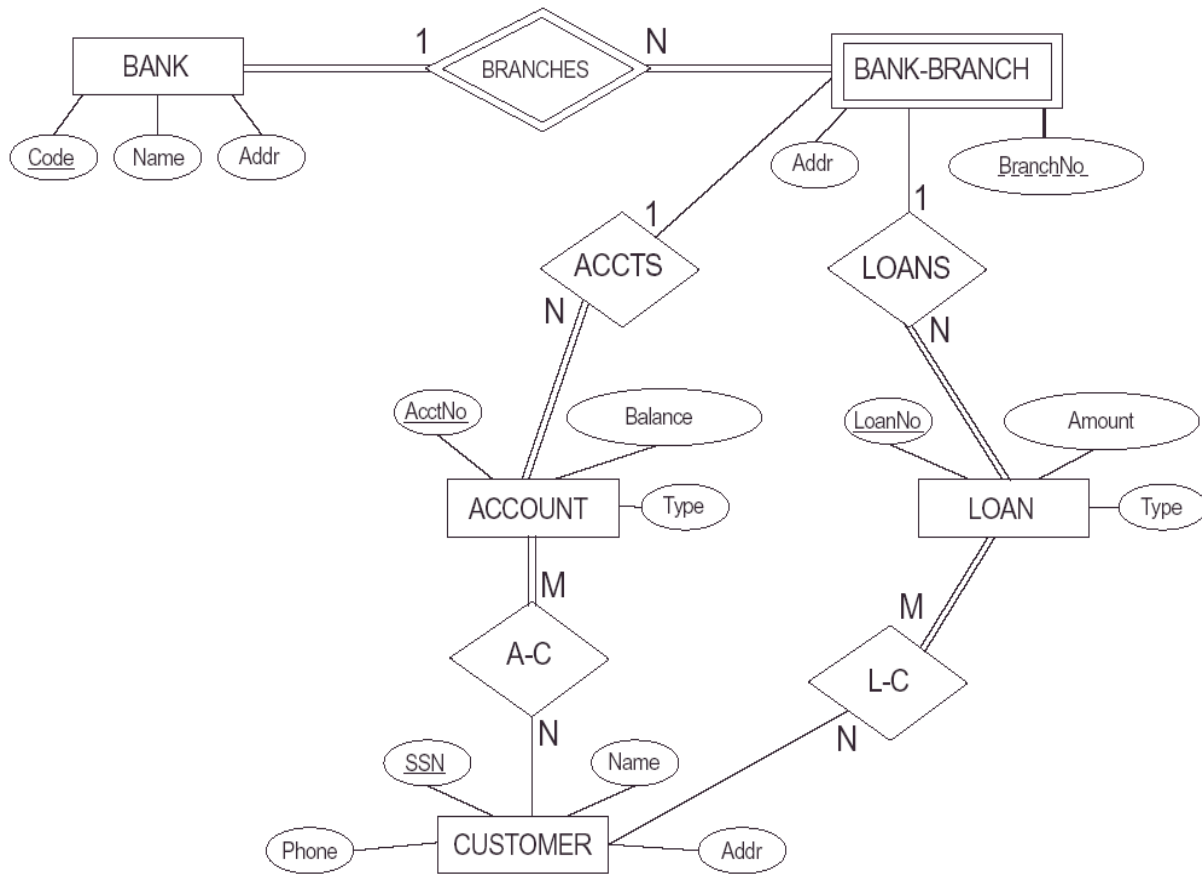 1
N
BANK
BRANCHES
BANK-BRANCH
Code
Name
Addr
Addr
BranchNo
1
1
ACCTS
LOANS
N
N
AcctNo
Balance
LoanNo
Amount
ACCOUNT
Type
LOAN
Type
M
M
A-C
L-C
N
N
SSN
Name
Phone
CUSTOMER
Addr